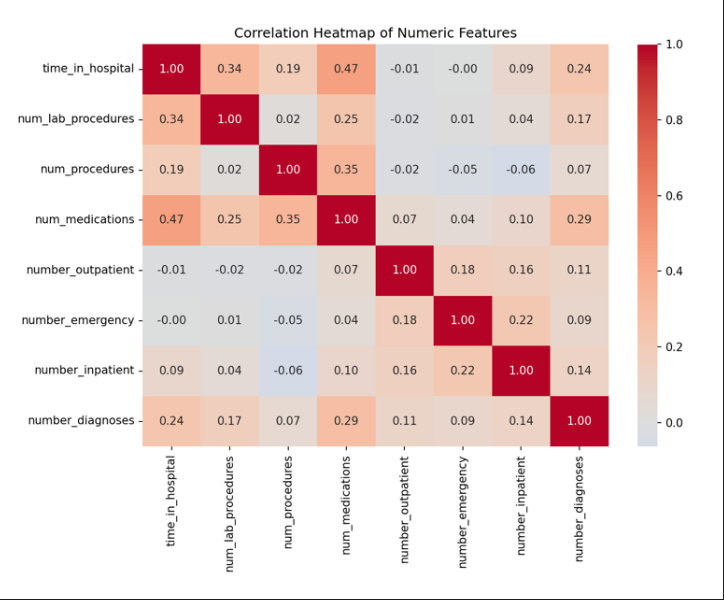 Correlation Heatmap of Numeric Features
time_in_hospital 1.00 0.34 0.19 0.47 -0.01 -0.00 0.09 0.24
num_lab_procedures 0.34 1.00 0.02 0.25 -0.02 0.01 0.04 0.17
num_procedures 0.19 0.02 1.00 0.35 -0.02 -0.05 -0.06 0.07
num_medications 0.47 0.25 0.35 1.00 0.07 0.04 0.10 0.29
number_outpatient -0.01 -0.02 -0.02 0.07 1.00 0.18 0.16 0.11
number_emergency -0.00 0.01 -0.05 0.04 0.18 1.00 0.22 0.09
number_inpatient 0.09 0.04 -0.06 0.10 0.16 0.22 1.00 0.14
number_diagnoses 0.24 0.17 0.07 0.29 0.11 0.09 0.14 1.00
time_in_hospital
num_lab_procedures
num_procedures
num_medications
number_outpatient
number_emergency
number_inpatient
number_diagnoses
1.0
0.8
0.6
0.4
0.2
0.0